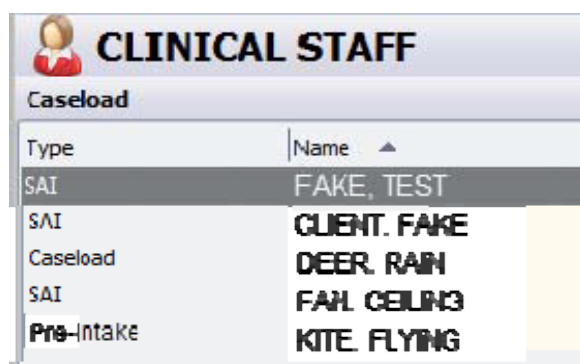 CLINICAL STAFF
Caseload
Type Name
SAI FAKE, TEST
SAI CLIENT. FAKE
Caseload DEER. RAIN
SAI FAN. CEILING
Pre-Intake KITE. FLYING